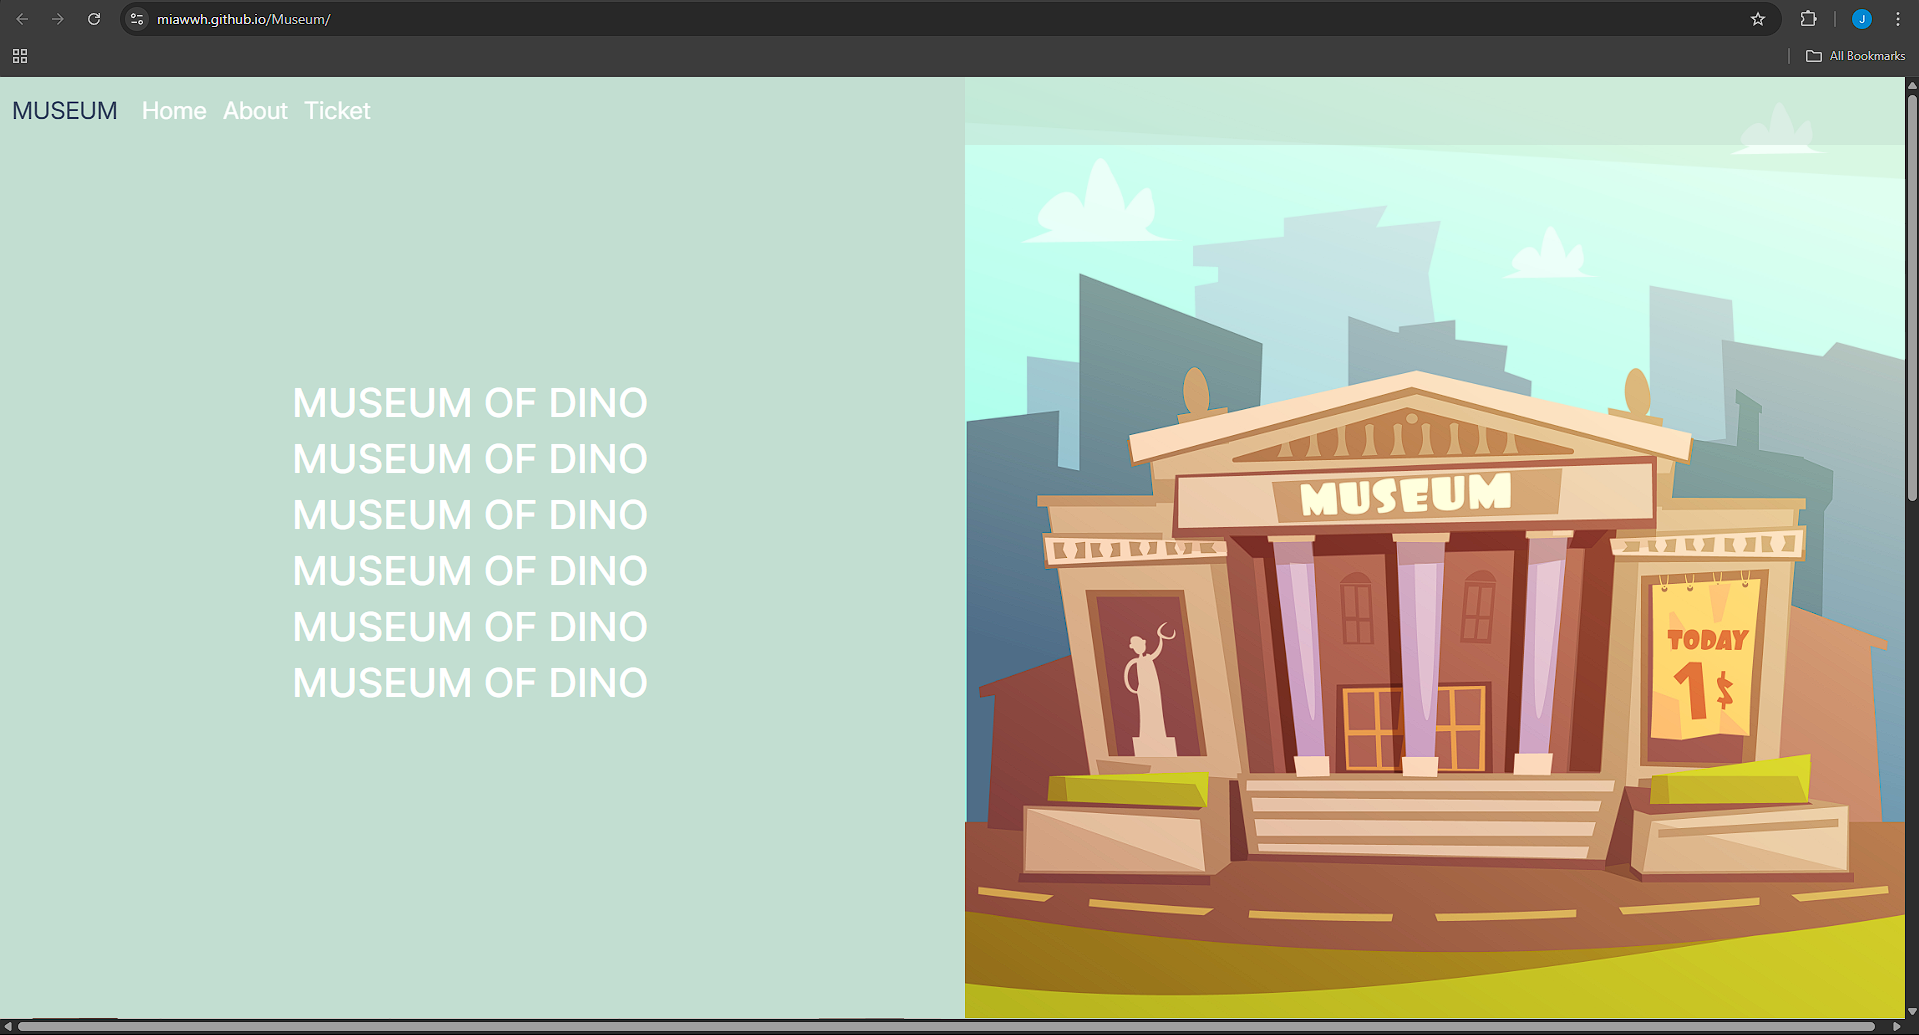 miawwh.github.io/Museum/
J
All Bookmarks
MUSEUM Home About Ticket
MUSEUM OF DINO
MUSEUM OF DINO
MUSEUM OF DINO
MUSEUM OF DINO
MUSEUM OF DINO
MUSEUM OF DINO
MUSEUM
TODAY
1$